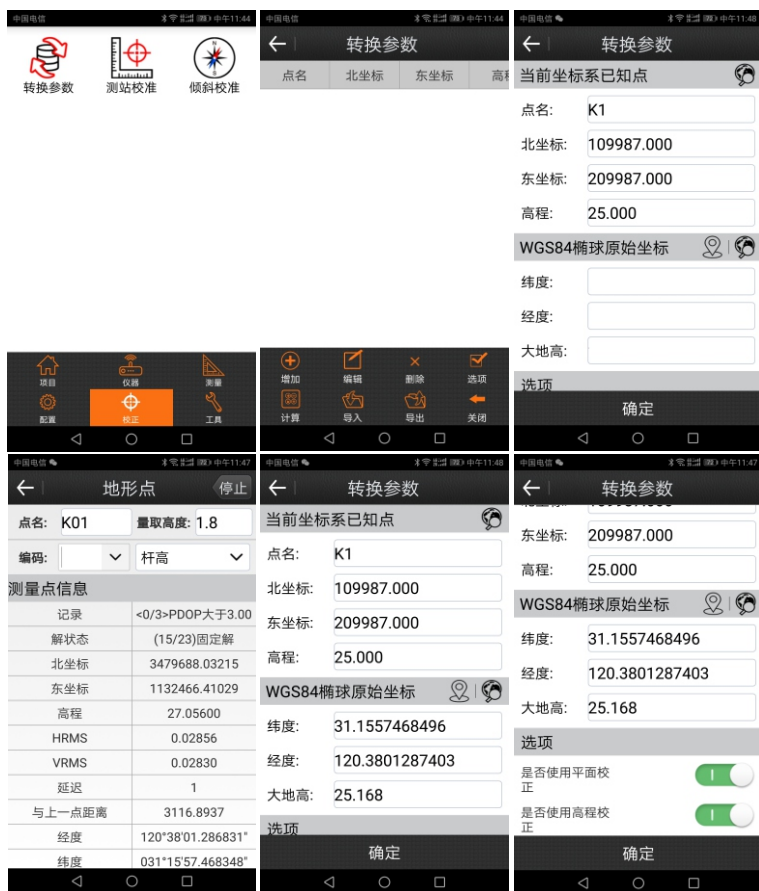 中国电信
中午11:44
转换参数
测站校准
倾斜校准
项目
仪器
测量
配置
校正
工具
中国电信
中午11:44
转换参数
点名 北坐标 东坐标
增加
编辑
删除
选项
计算
导入
导出
关闭
中国电信
中午11:48
转换参数
当前坐标系已知点
点名: K1
北坐标: 109987.000
东坐标: 209987.000
高程: 25.000
WGS84椭球原始坐标
纬度:
经度:
大地高:
选项
确定
中国电信
中午11:47
地形点 停止
点名: K01 量取高度: 1.8
编码: 杆高
测量点信息
记录 <0/3>PDOP大于3.00
解状态 (15/23)固定解
北坐标 3479688.03215
东坐标 1132466.41029
高程 27.05600
HRMS 0.02856
VRMS 0.02830
延迟 1
与上一点距离 3116.8937
经度 120°38'01.286831"
纬度 031°15'57.468348"
中国电信
中午11:48
转换参数
当前坐标系已知点
点名: K1
北坐标: 109987.000
东坐标: 209987.000
高程: 25.000
WGS84椭球原始坐标
纬度: 31.1557468496
经度: 120.3801287403
大地高: 25.168
选项
确定
中国电信
中午11:47
转换参数
东坐标: 209987.000
高程: 25.000
WGS84椭球原始坐标
纬度: 31.1557468496
经度: 120.3801287403
大地高: 25.168
选项
是否使用平面校
正
是否使用高程校
正
确定